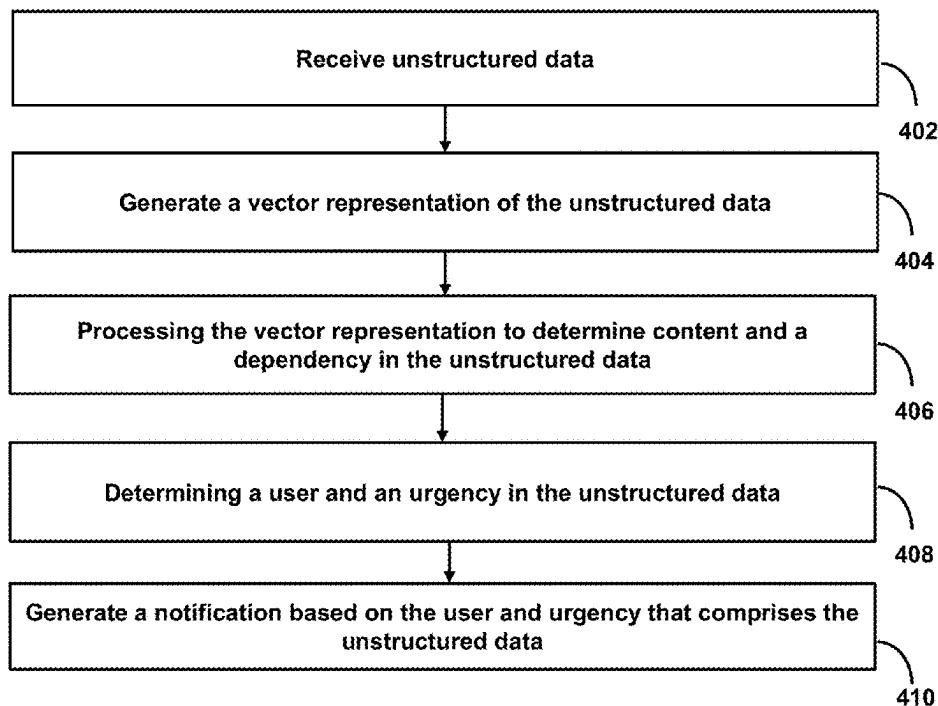 Receive unstructured data
402
Generate a vector representation of the unstructured data
404
Processing the vector representation to determine content and a
dependency in the unstructured data
406
Determining a user and an urgency in the unstructured data
408
Generate a notification based on the user and urgency that comprises the
unstructured data
410